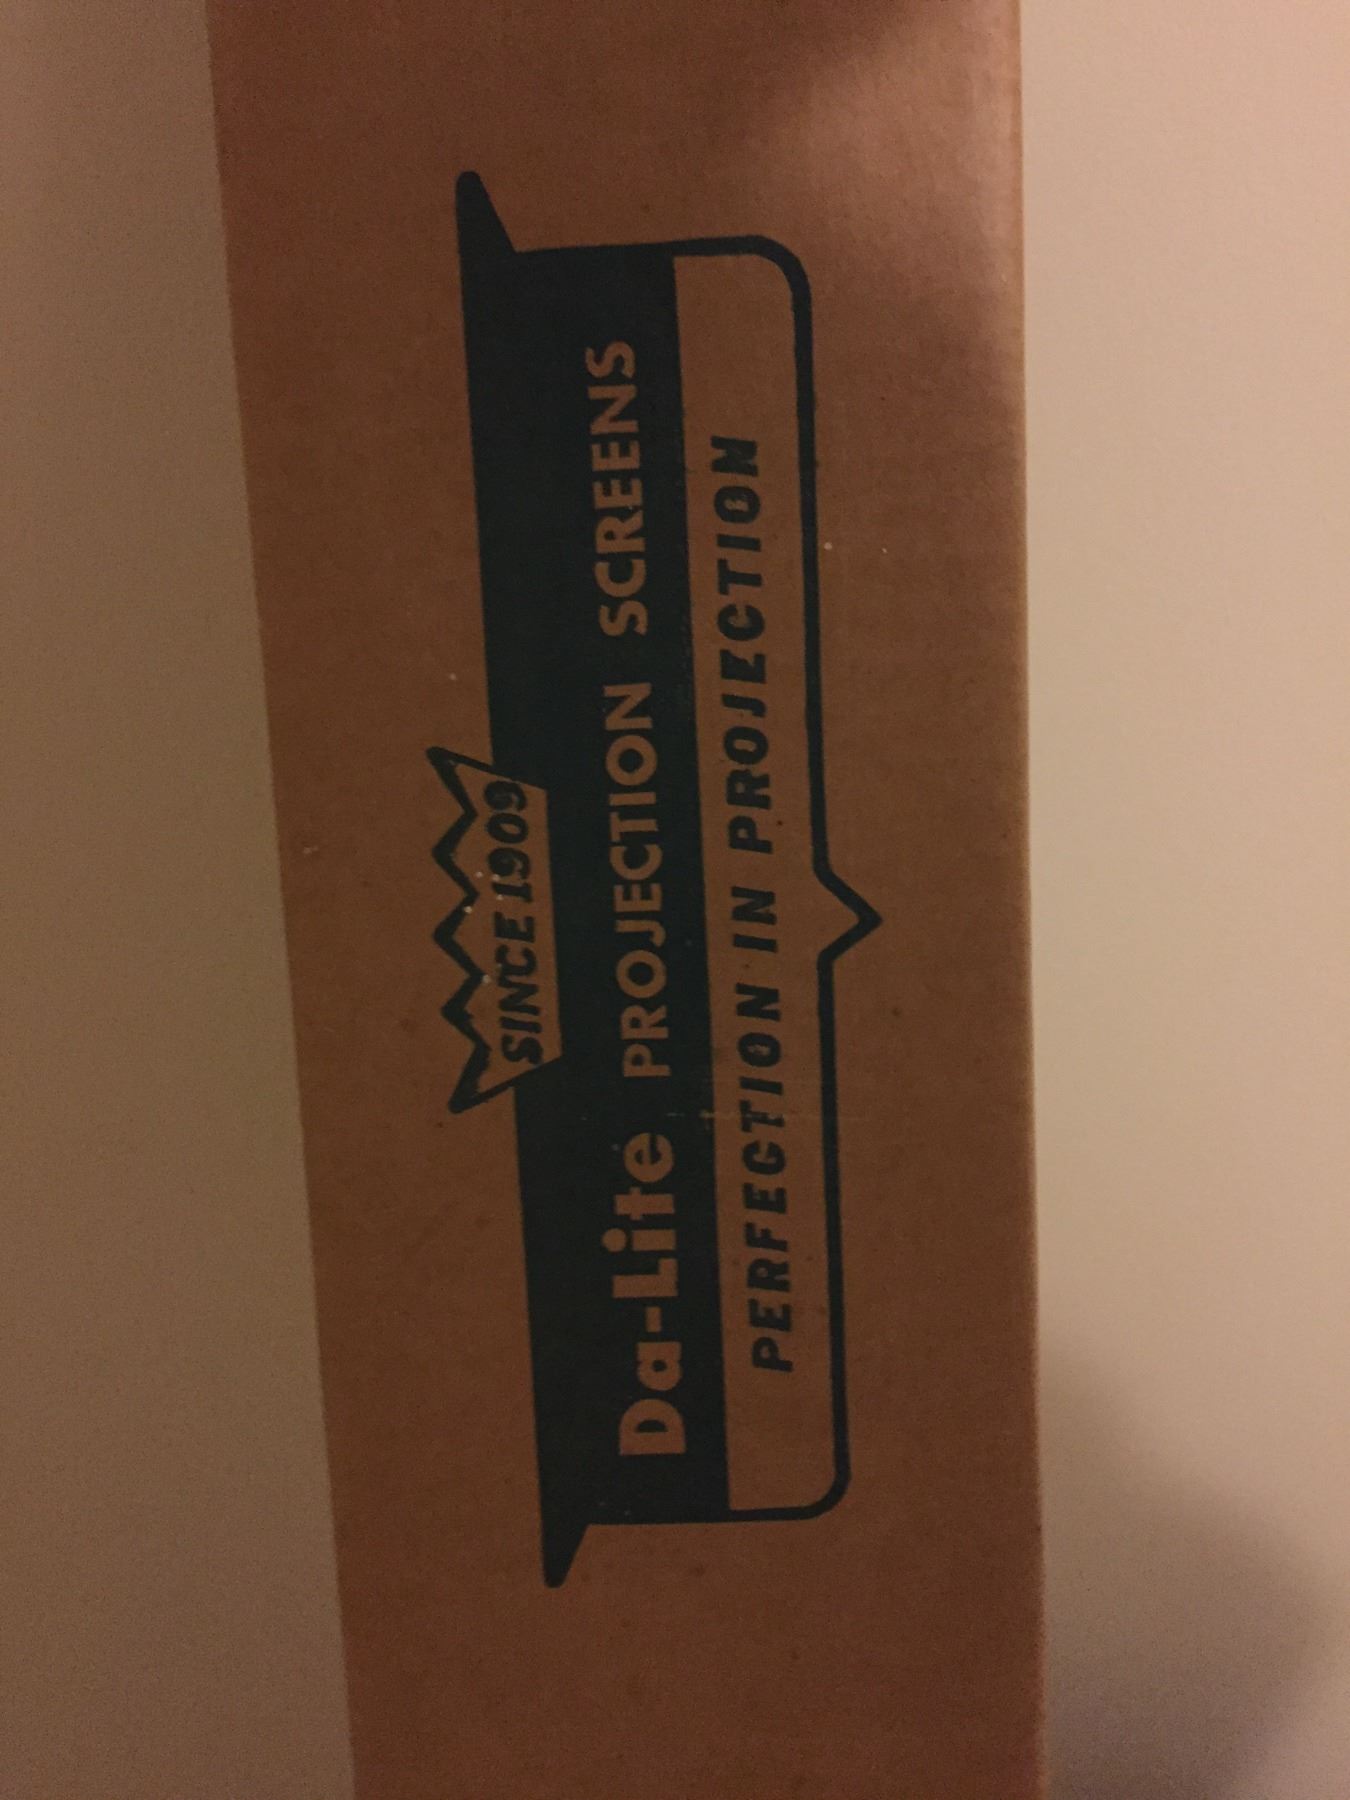 SINCE 1909
Da-Lite PROJECTION SCREENS
PERFECTION IN PROJECTION